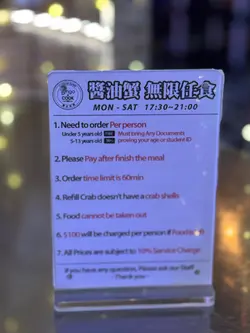 醬油蟹 無限任食
MON - SAT 17:30~21:00
1. Need to order Per person
Under 5 years old Must bring Any Documents
5-13 years old proving your age or student ID
2. Please Pay after finish the meal
3. Order time limit is 60min
4. Refill Crab doesn't have a crab shells
5. Food cannot be taken out
6. $100 will be charged per person if Food
7. All Prices are subject to 10% Service Charge
If you have any question, Please ask our Staff
- Thank you -